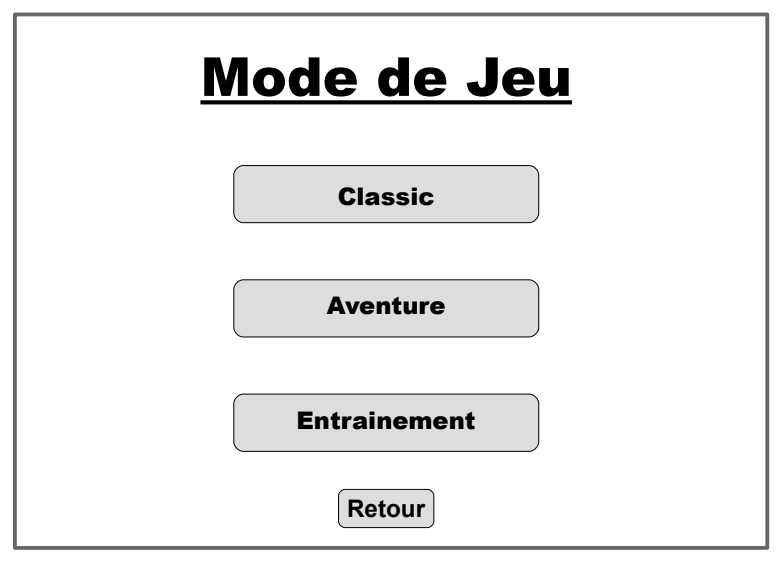 Mode de Jeu
Classic
Aventure
Entrainement
Retour